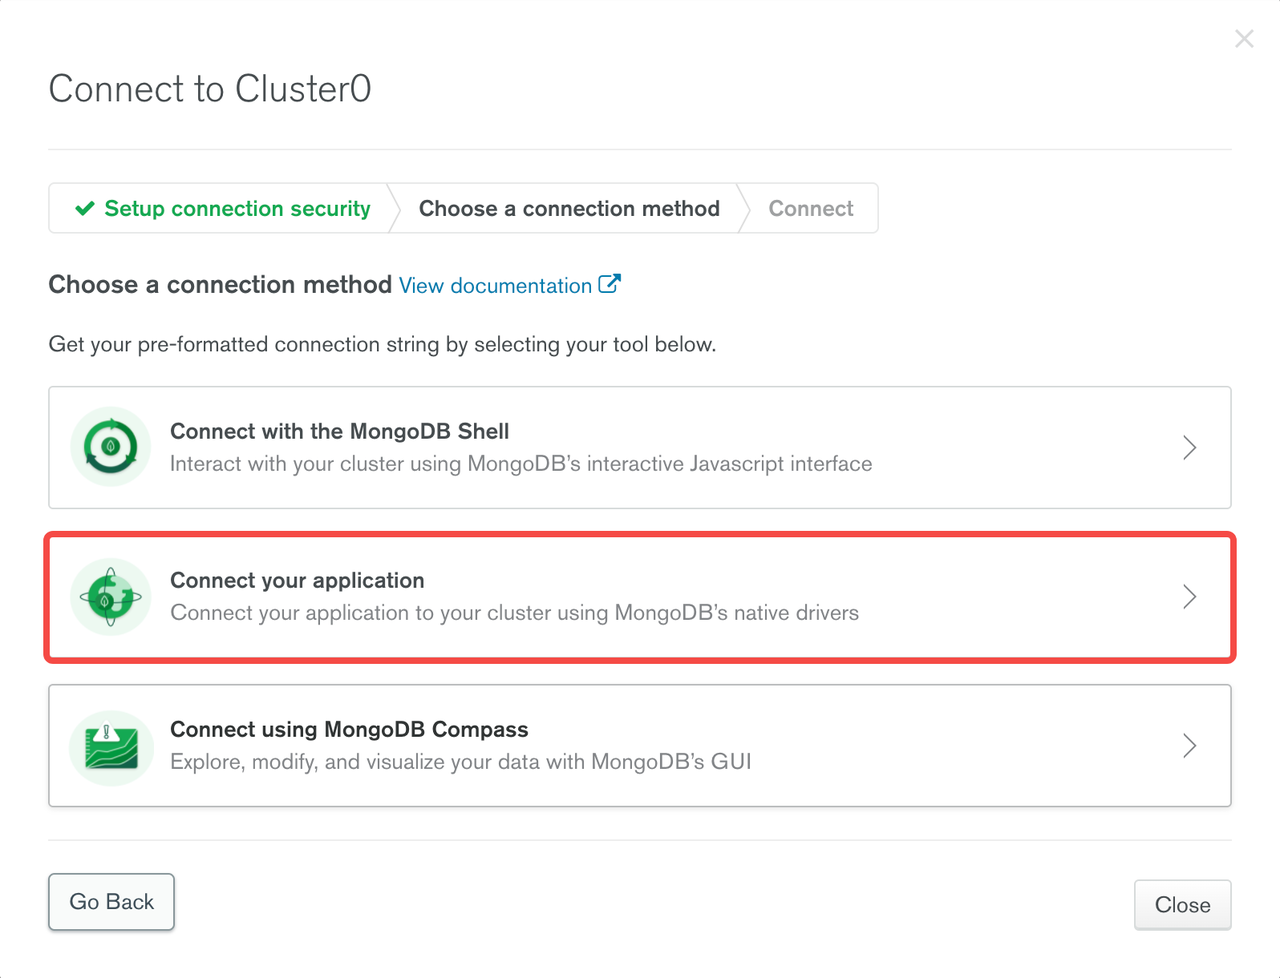 Connect to Cluster0
Setup connection security
Choose a connection method
Connect
Choose a connection method View documentation
Get your pre-formatted connection string by selecting your tool below.
Connect with the MongoDB Shell
Interact with your cluster using MongoDB's interactive Javascript interface
Connect your application
Connect your application to your cluster using MongoDB's native drivers
Connect using MongoDB Compass
Explore, modify, and visualize your data with MongoDB's GUI
Go Back
Close